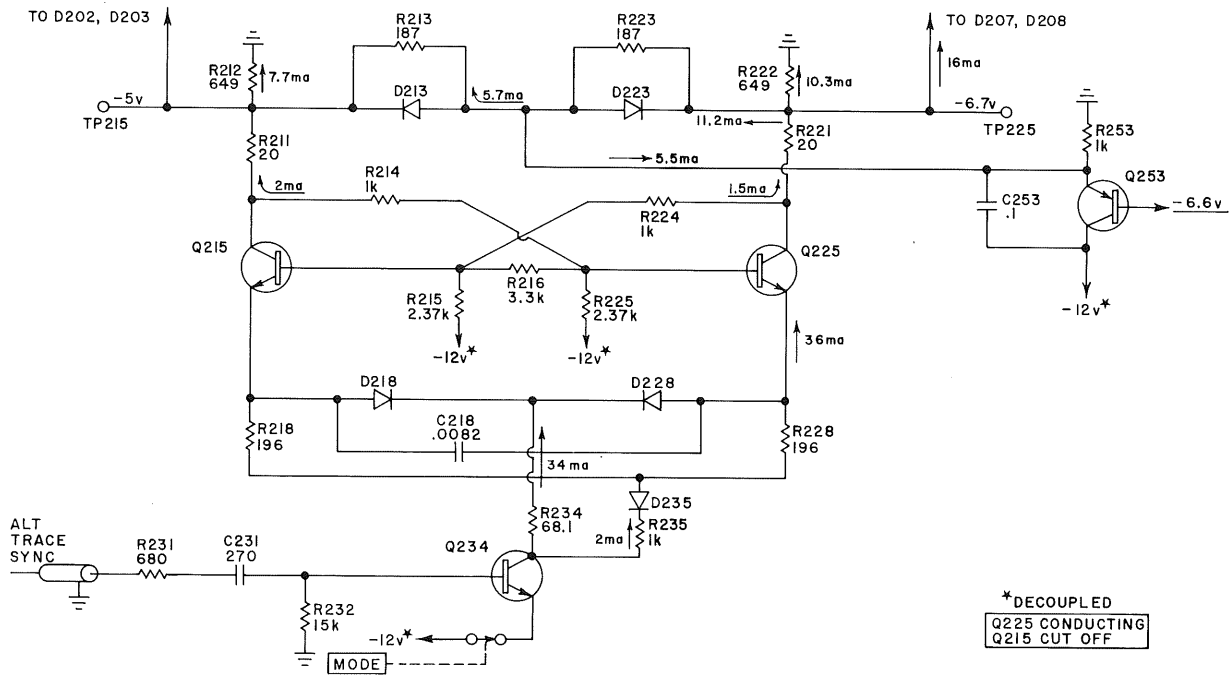 TO D202, D203
R213
187
R223
187
TO D207, D208
R212
649
7.7ma
R222
649
10.3ma
16ma
-5v
TP215
D213
5.7ma
D223
-6.7v
TP225
11.2ma
R211
20
R221
20
R253
1k
5.5ma
R214
1k
2ma
1.5ma
R224
1k
C253
.1
Q253
-6.6v
Q215
Q225
R216
3.3k
R215
2.37k
R225
2.37k
-12v*
-12v*
-12v*
36ma
D218
D228
R218
196
C218
.0082
R228
196
34ma
D235
R234
68.1
R235
1k
2ma
ALT
TRACE
SYNC
R231
680
C231
270
Q234
R232
15k
-12v*
MODE
*DECOUPLED
Q225 CONDUCTING
Q215 CUT OFF